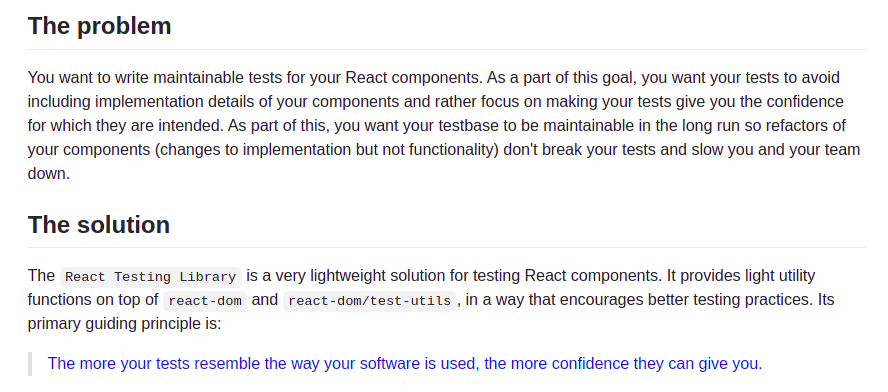 The problem
You want to write maintainable tests for your React components. As a part of this goal, you want your tests to avoid
including implementation details of your components and rather focus on making your tests give you the confidence
for which they are intended. As part of this, you want your testbase to be maintainable in the long run so refactors of
your components (changes to implementation but not functionality) don't break your tests and slow you and your team
down.
The solution
The React Testing Library is a very lightweight solution for testing React components. It provides light utility
functions on top of react-dom and react-dom/test-utils, in a way that encourages better testing practices. Its
primary guiding principle is:
The more your tests resemble the way your software is used, the more confidence they can give you.